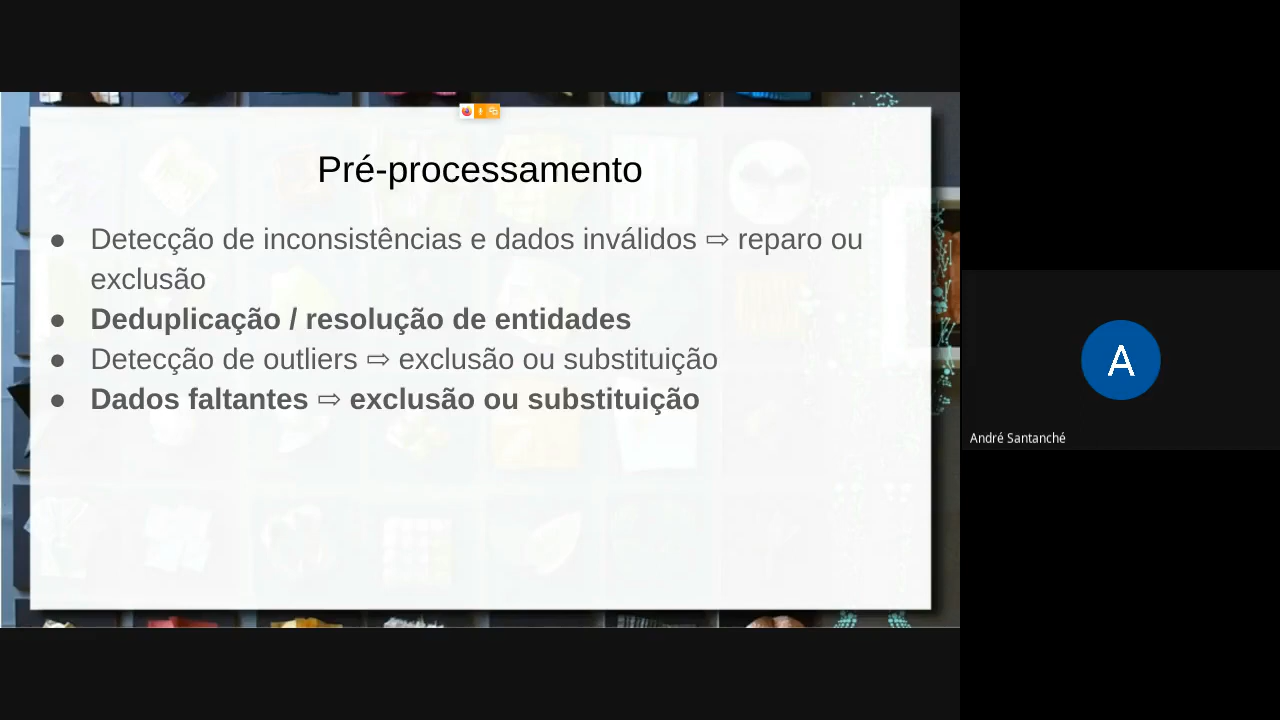 Pré-processamento
● Detecção de inconsistências e dados inválidos ⇨ reparo ou
exclusão
● Deduplicação / resolução de entidades
● Detecção de outliers ⇨ exclusão ou substituição
● Dados faltantes ⇨ exclusão ou substituição
A
André Santanché